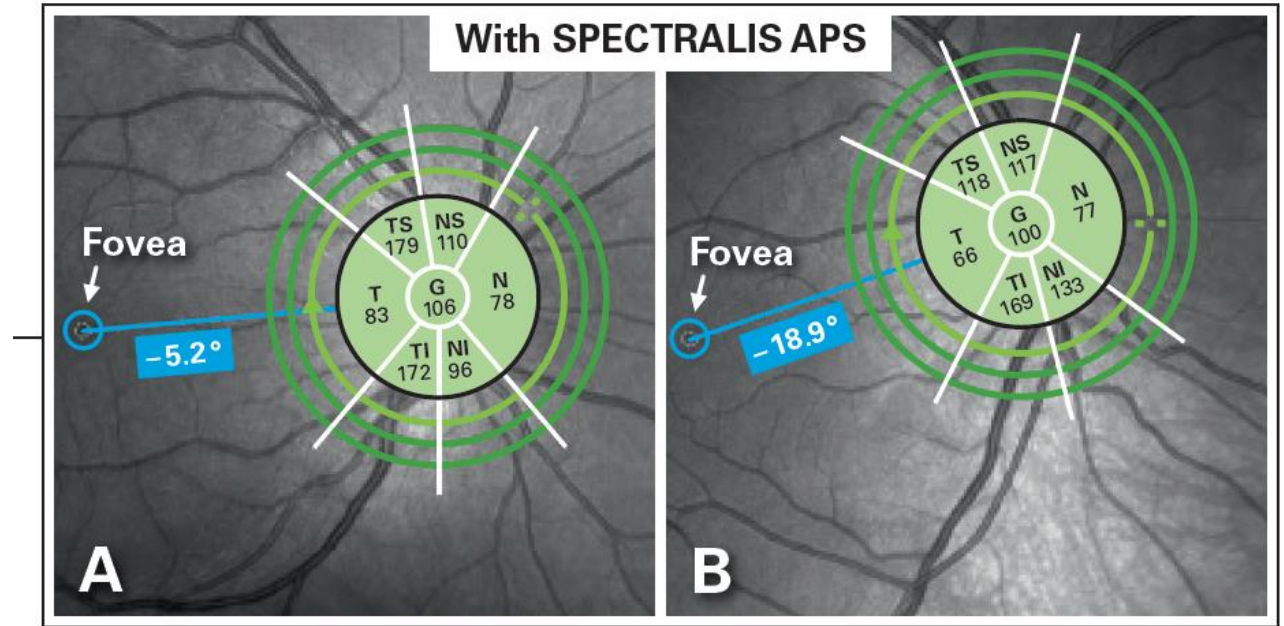 With SPECTRALIS APS
Fovea
–5.2°
TS
179
NS
110
T
83
G
106
N
78
TI
172
NI
96
A
Fovea
–18.9°
TS
118
NS
117
T
66
G
100
N
77
TI
169
NI
133
B